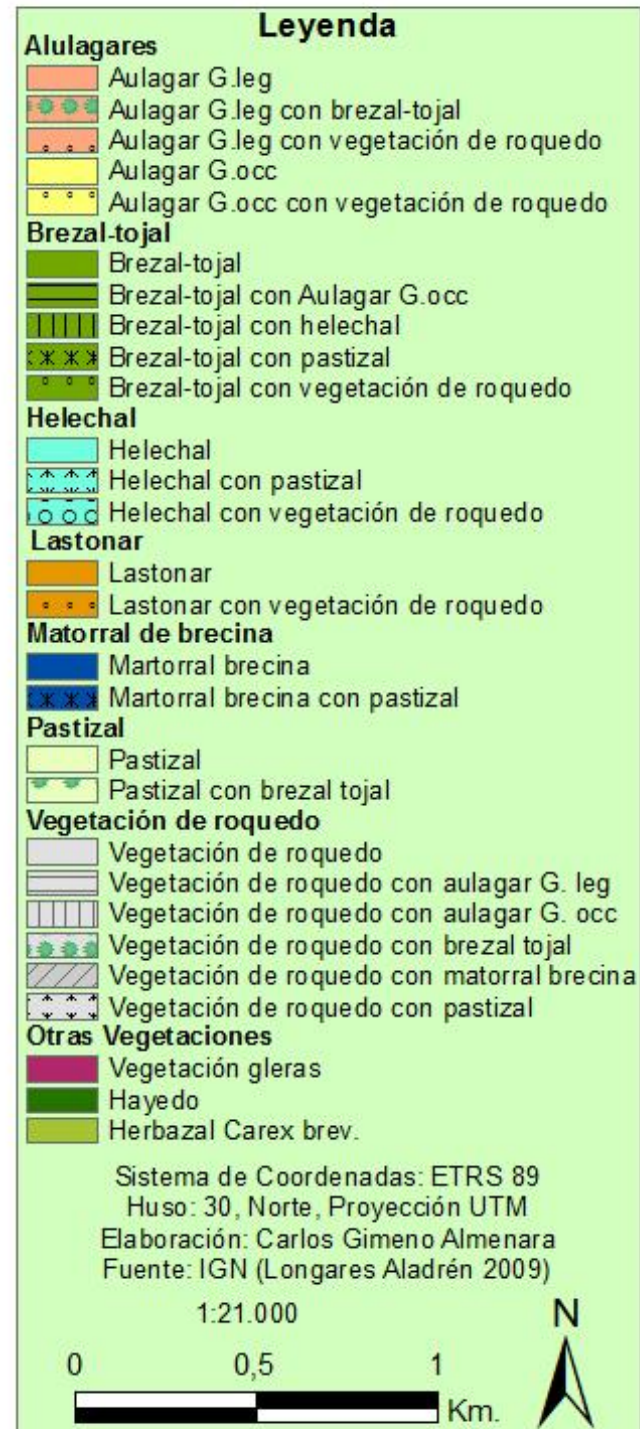 Leyenda
Alulagares
Aulagar G.leg
Aulagar G.leg con brezal-tojal
Aulagar G.leg con vegetación de roquedo
Aulagar G.occ
Aulagar G.occ con vegetación de roquedo
Brezal-tojal
Brezal-tojal
Brezal-tojal con Aulagar G.occ
Brezal-tojal con helechal
Brezal-tojal con pastizal
Brezal-tojal con vegetación de roquedo
Helechal
Helechal
Helechal con pastizal
Helechal con vegetación de roquedo
Lastonar
Lastonar
Lastonar con vegetación de roquedo
Matorral de brecina
Martorral brecina
Martorral brecina con pastizal
Pastizal
Pastizal
Pastizal con brezal tojal
Vegetación de roquedo
Vegetación de roquedo
Vegetación de roquedo con aulagar G. leg
Vegetación de roquedo con aulagar G. occ
Vegetación de roquedo con brezal tojal
Vegetación de roquedo con matorral brecina
Vegetación de roquedo con pastizal
Otras Vegetaciones
Vegetación gleras
Hayedo
Herbazal Carex brev.
Sistema de Coordenadas: ETRS 89
Huso: 30, Norte, Proyección UTM
Elaboración: Carlos Gimeno Almenara
Fuente: IGN (Longares Aladrén 2009)
1:21.000 N
0 0,5 1
Km.